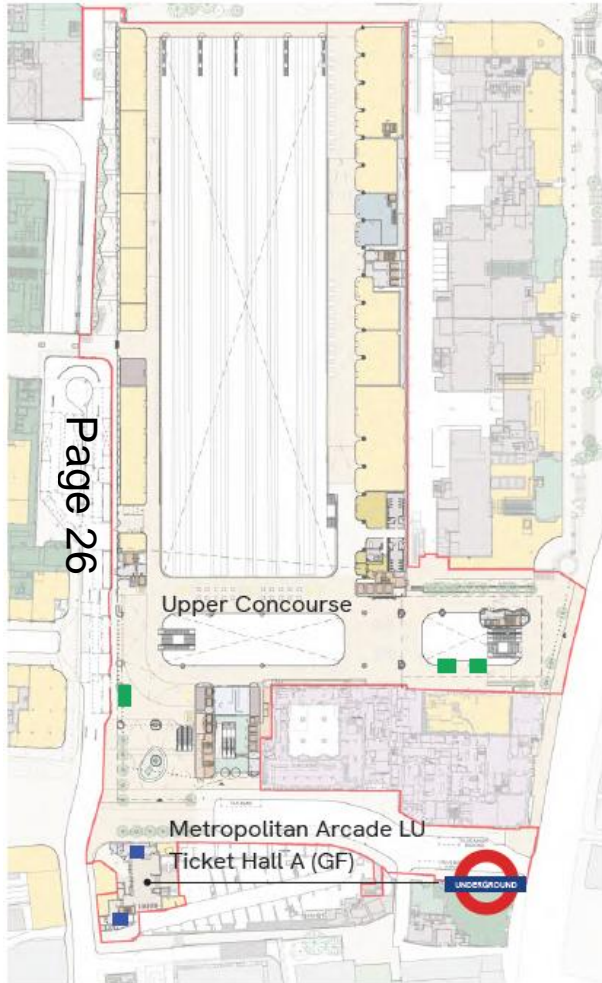 Page 26
Upper Concourse
Metropolitan Arcade LU
Ticket Hall A (GF)
UNDERGROUND